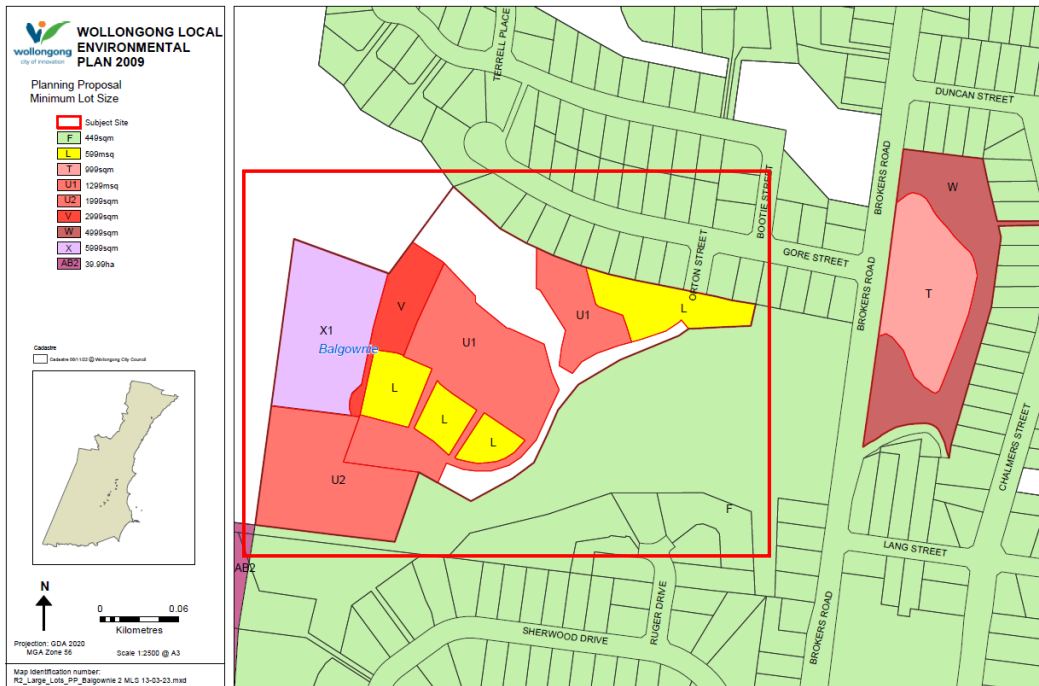 wollongong
city of innovation
WOLLONGONG LOCAL
ENVIRONMENTAL
PLAN 2009
Planning Proposal
Minimum Lot Size
Subject Site
F 449sqm
L 599msq
T 999sqm
U1 1299msq
U2 1999sqm
V 2999sqm
W 4999sqm
X 5999sqm
AB2 39.99ha
Cadastre
Cadastre 09/11/22 @ Wollongong City Council
N
0 0.06
Kilometres
Projection: GDA 2020
MGA Zone 56
Scale 1:2500 @ A3
Map identification number:
R2_Large_Lots_PP_Balgownie 2 MLS 13-03-23.mxd
TERRELL PLACE
DUNCAN STREET
BROKERS ROAD
W
BOOTIE STREET
ORTON STREET
GORE STREET
T
BROKERS ROAD
V
X1
Balgownie
U1
U1
L
L
L
L
U2
CHALMERS STREET
F
LANG STREET
AB2
RUGER DRIVE
SHERWOOD DRIVE
BROKERS ROAD